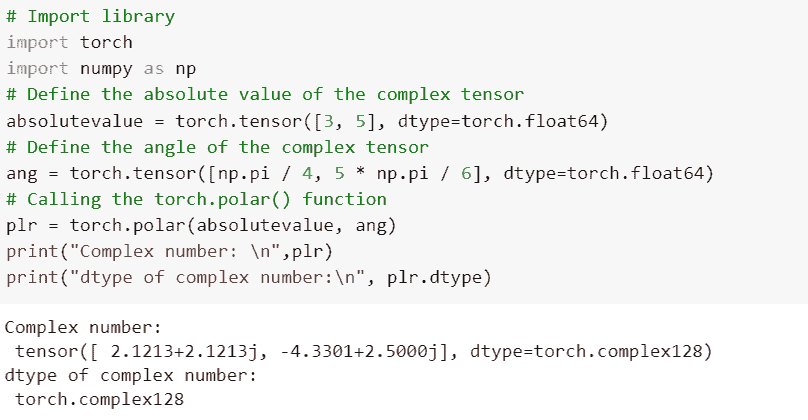 # Import library
import torch
import numpy as np
# Define the absolute value of the complex tensor
absolutevalue = torch.tensor([3, 5], dtype=torch.float64)
# Define the angle of the complex tensor
ang = torch.tensor([np.pi / 4, 5 * np.pi / 6], dtype=torch.float64)
# Calling the torch.polar() function
plr = torch.polar(absolutevalue, ang)
print("Complex number: \n",plr)
print("dtype of complex number:\n", plr.dtype)
Complex number:
 tensor([ 2.1213+2.1213j, -4.3301+2.5000j], dtype=torch.complex128)
dtype of complex number:
 torch.complex128